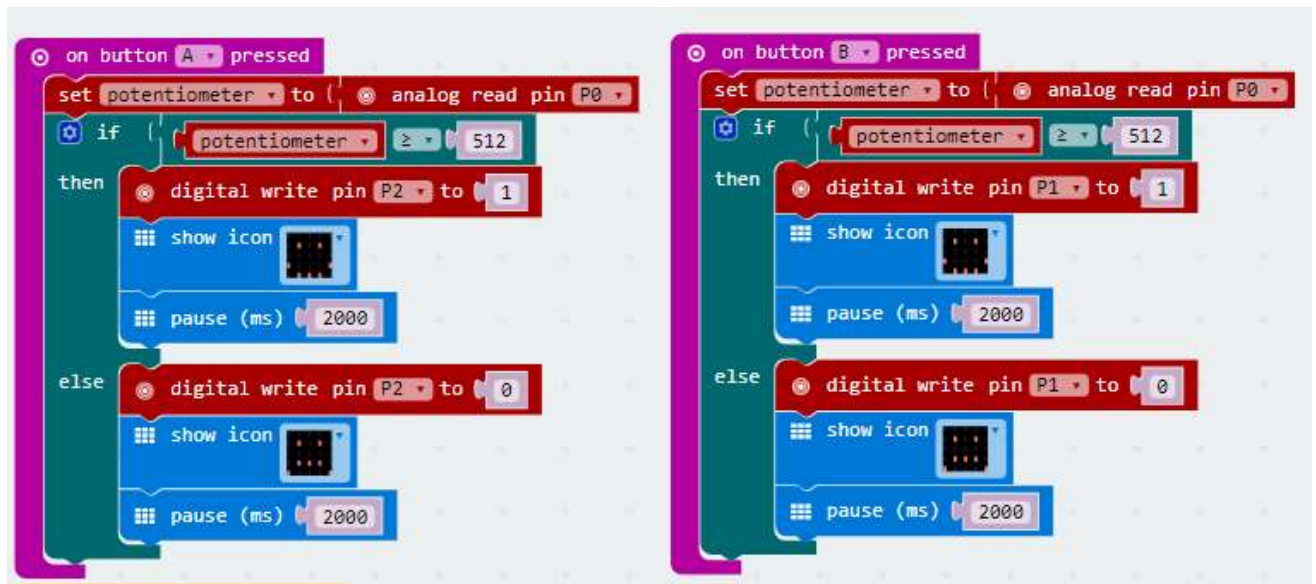 on button A pressed
set potentiometer to ( analog read pin P0
if ( potentiometer ≥ 512
then digital write pin P2 to 1
show icon
pause (ms) 2000
else digital write pin P2 to 0
show icon
pause (ms) 2000
on button B pressed
set potentiometer to ( analog read pin P0
if ( potentiometer ≥ 512
then digital write pin P1 to 1
show icon
pause (ms) 2000
else digital write pin P1 to 0
show icon
pause (ms) 2000